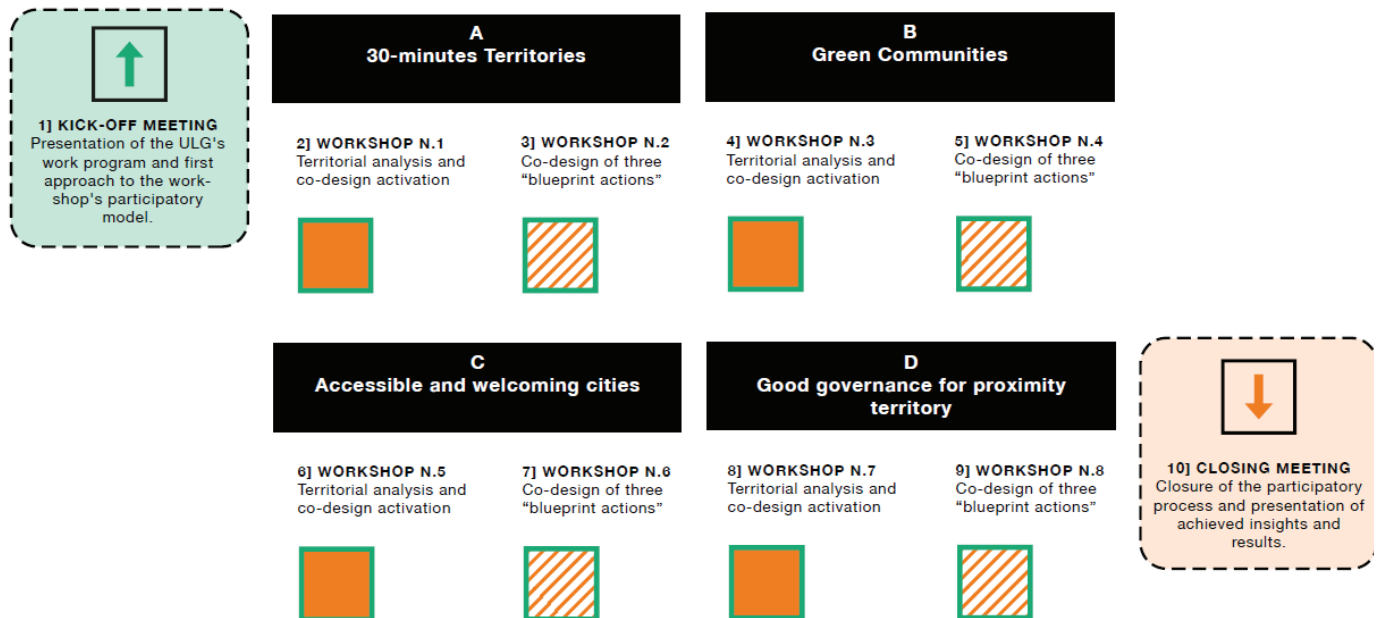 1] KICK-OFF MEETING
Presentation of the ULG's
work program and first
approach to the work-
shop's participatory
model.
A
30-minutes Territories
2] WORKSHOP N.1
Territorial analysis and
co-design activation
3] WORKSHOP N.2
Co-design of three
“blueprint actions”
B
Green Communities
4] WORKSHOP N.3
Territorial analysis and
co-design activation
5] WORKSHOP N.4
Co-design of three
“blueprint actions”
C
Accessible and welcoming cities
6] WORKSHOP N.5
Territorial analysis and
co-design activation
7] WORKSHOP N.6
Co-design of three
“blueprint actions”
D
Good governance for proximity
territory
8] WORKSHOP N.7
Territorial analysis and
co-design activation
9] WORKSHOP N.8
Co-design of three
“blueprint actions”
10] CLOSING MEETING
Closure of the participatory
process and presentation of
achieved insights and
results.